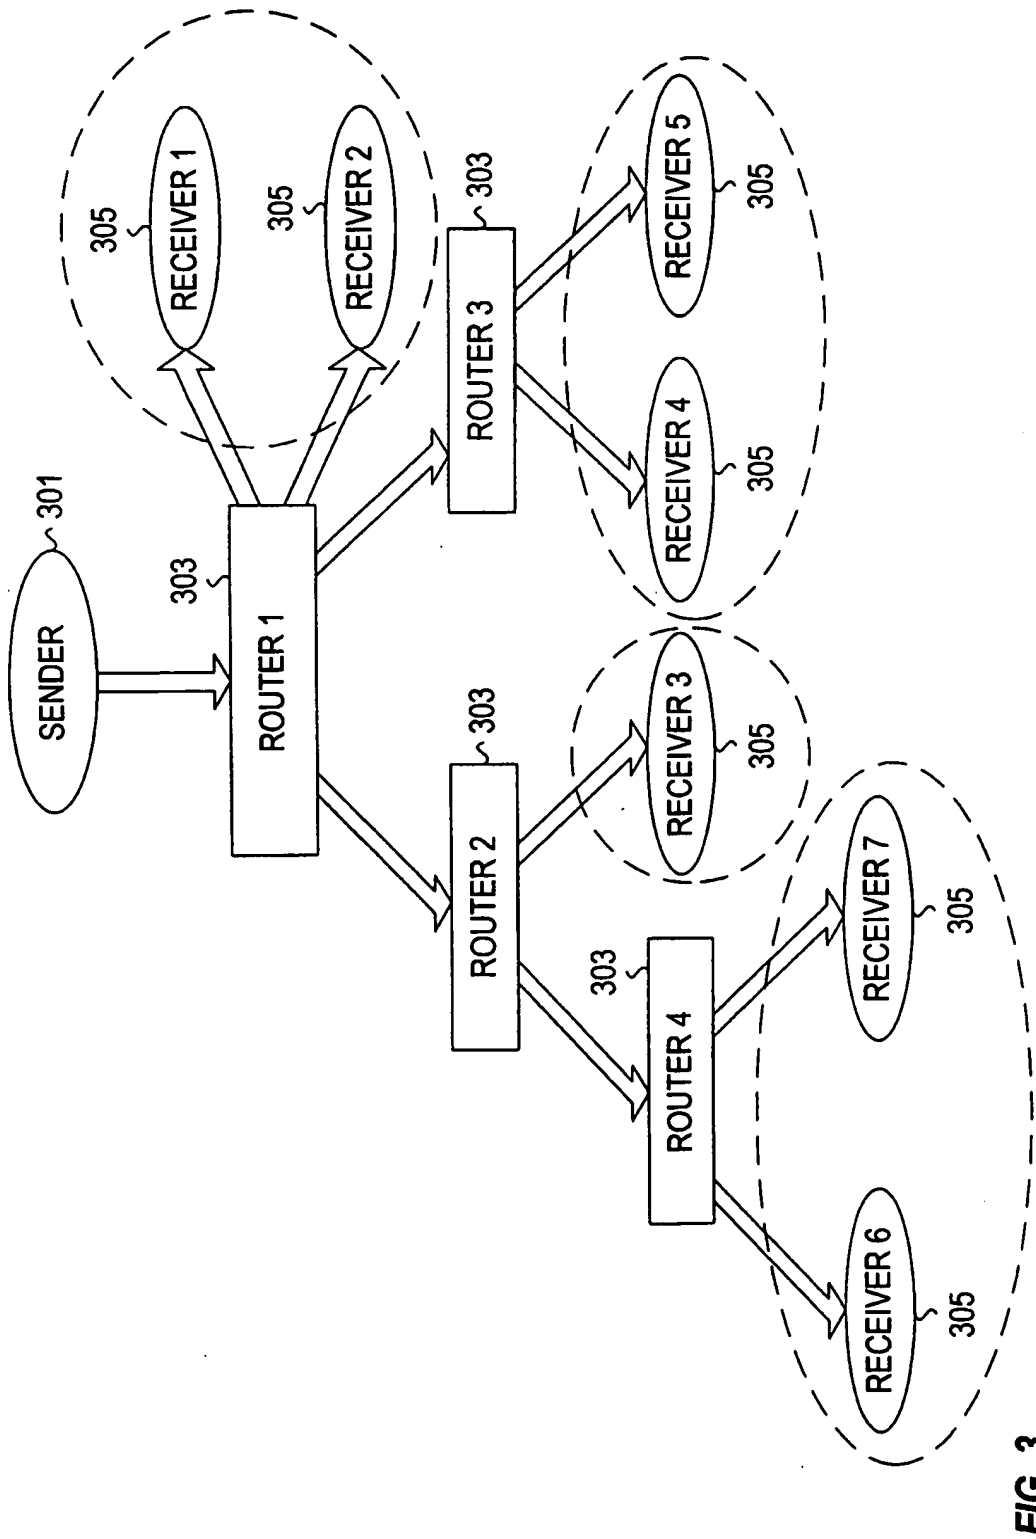 SENDER
301
303
ROUTER 1
305
RECEIVER 1
305
RECEIVER 2
303
ROUTER 2
303
ROUTER 3
303
ROUTER 4
RECEIVER 3
305
RECEIVER 4
305
RECEIVER 5
305
RECEIVER 6
305
RECEIVER 7
305
FIG. 3